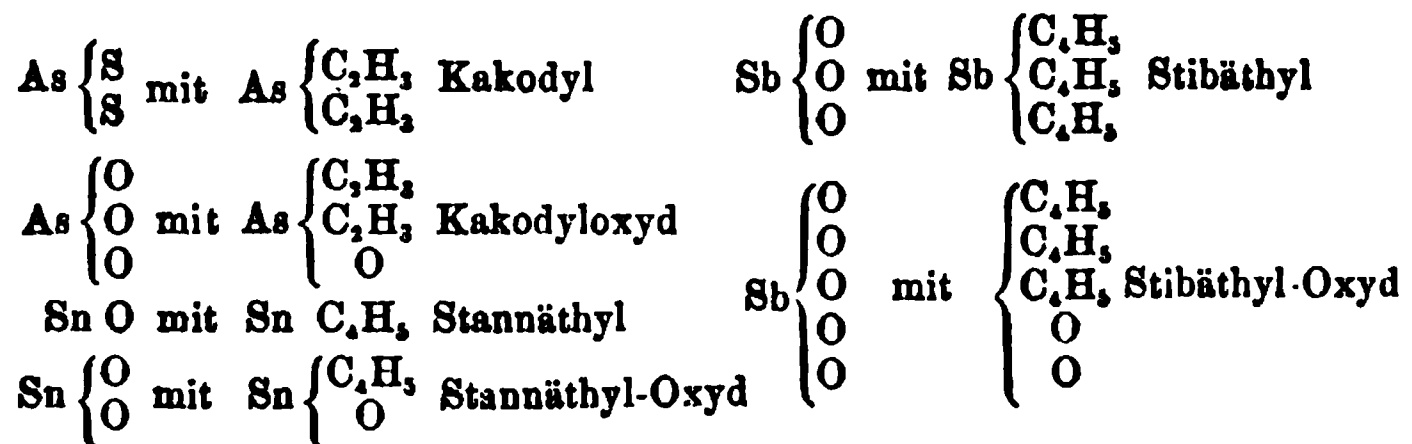 As { S S mit As { C₂H₃ C₂H₃ Kakodyl
As { O O O mit As { C₂H₃ C₂H₃ O Kakodyloxyd
Sn O mit Sn C₄H₅ Stannäthyl
Sn { O O mit Sn { C₄H₅ O Stannäthyl-Oxyd
Sb { O O O mit Sb { C₄H₅ C₄H₅ C₄H₅ Stibäthyl
Sb { O O O O O mit { C₄H₅ C₄H₅ C₄H₅ O O Stibäthyl-Oxyd